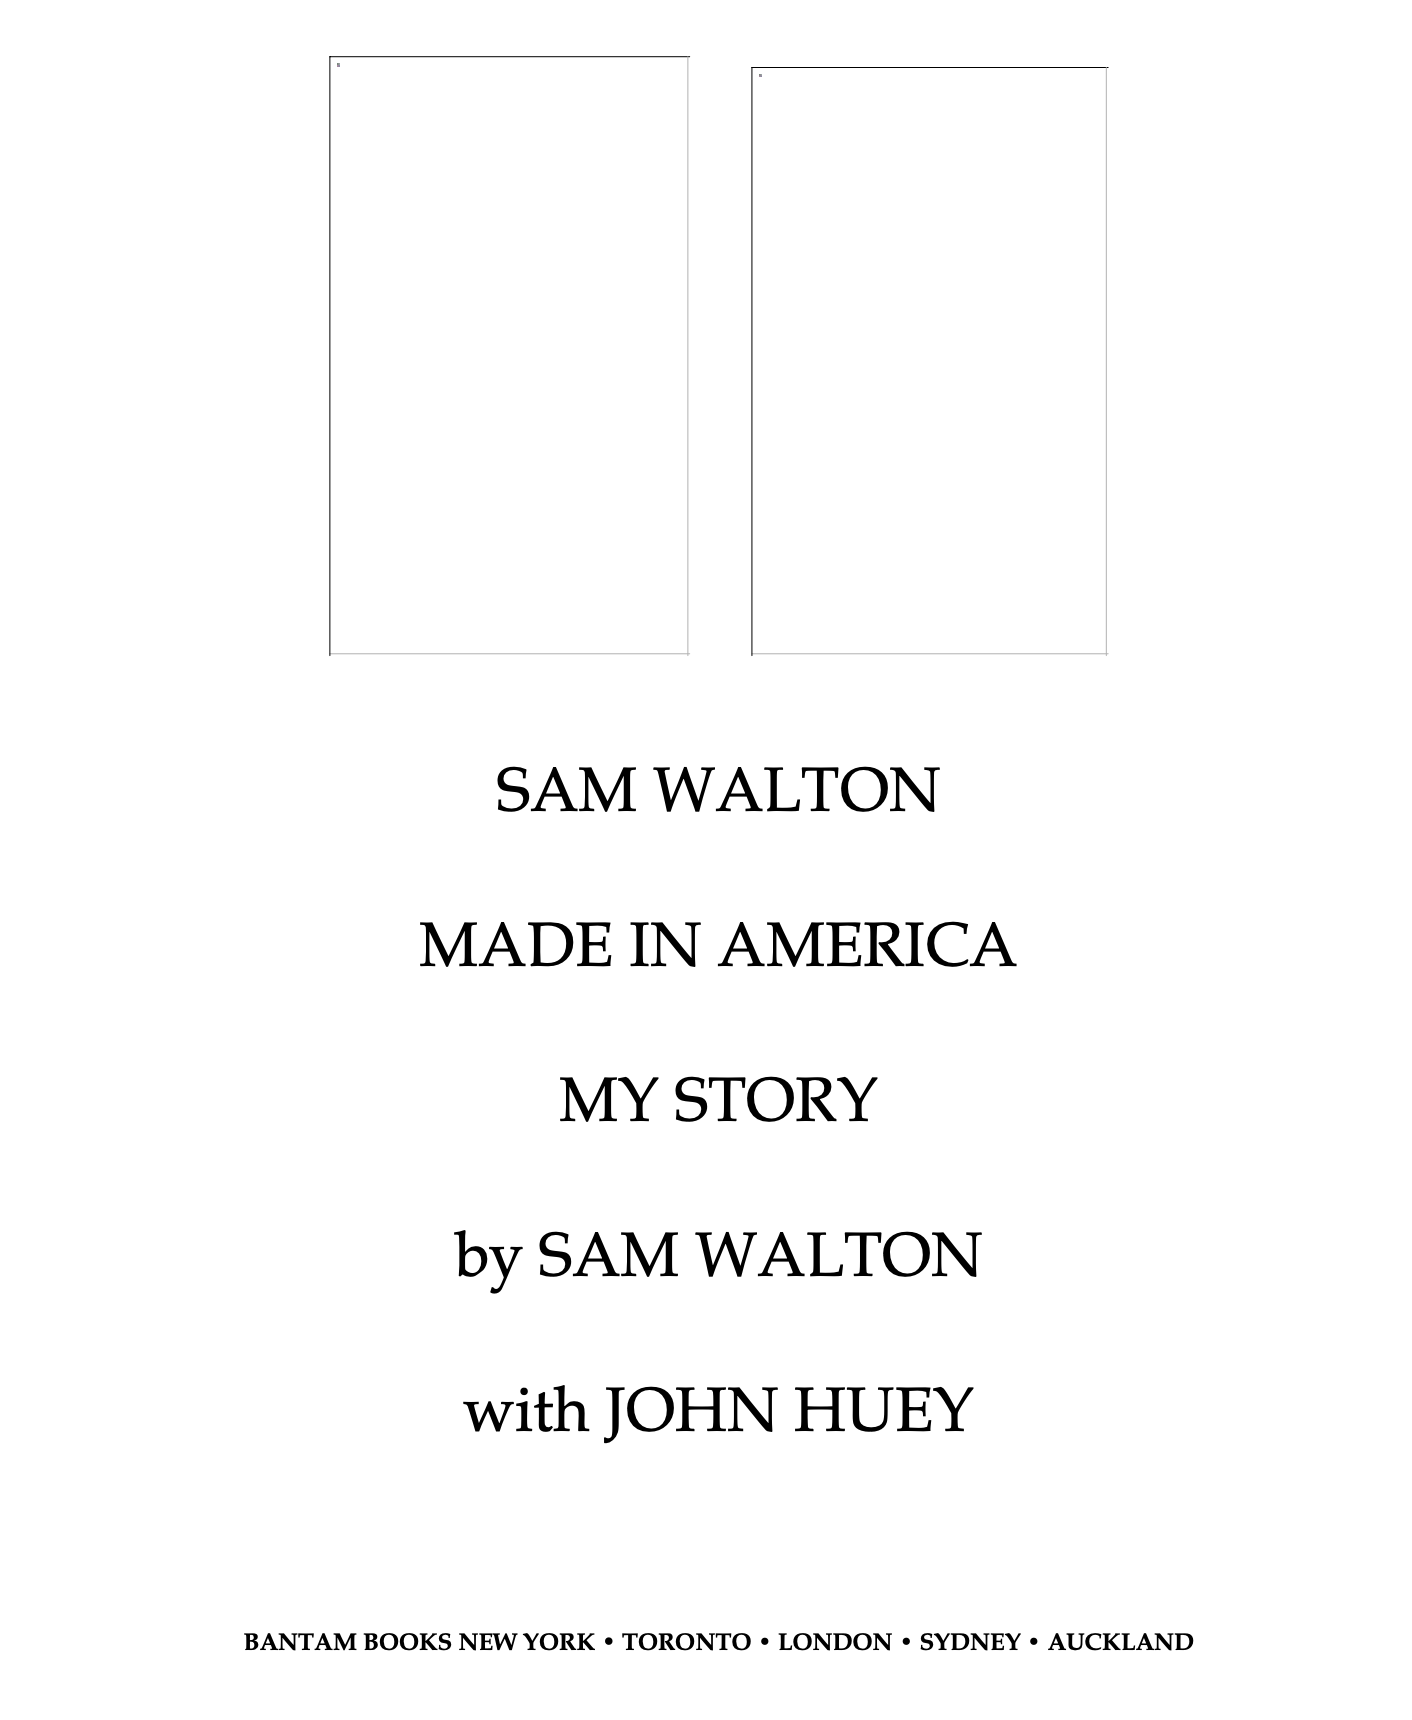 SAM WALTON
MADE IN AMERICA
MY STORY
by SAM WALTON
with JOHN HUEY
BANTAM BOOKS NEW YORK • TORONTO • LONDON • SYDNEY • AUCKLAND